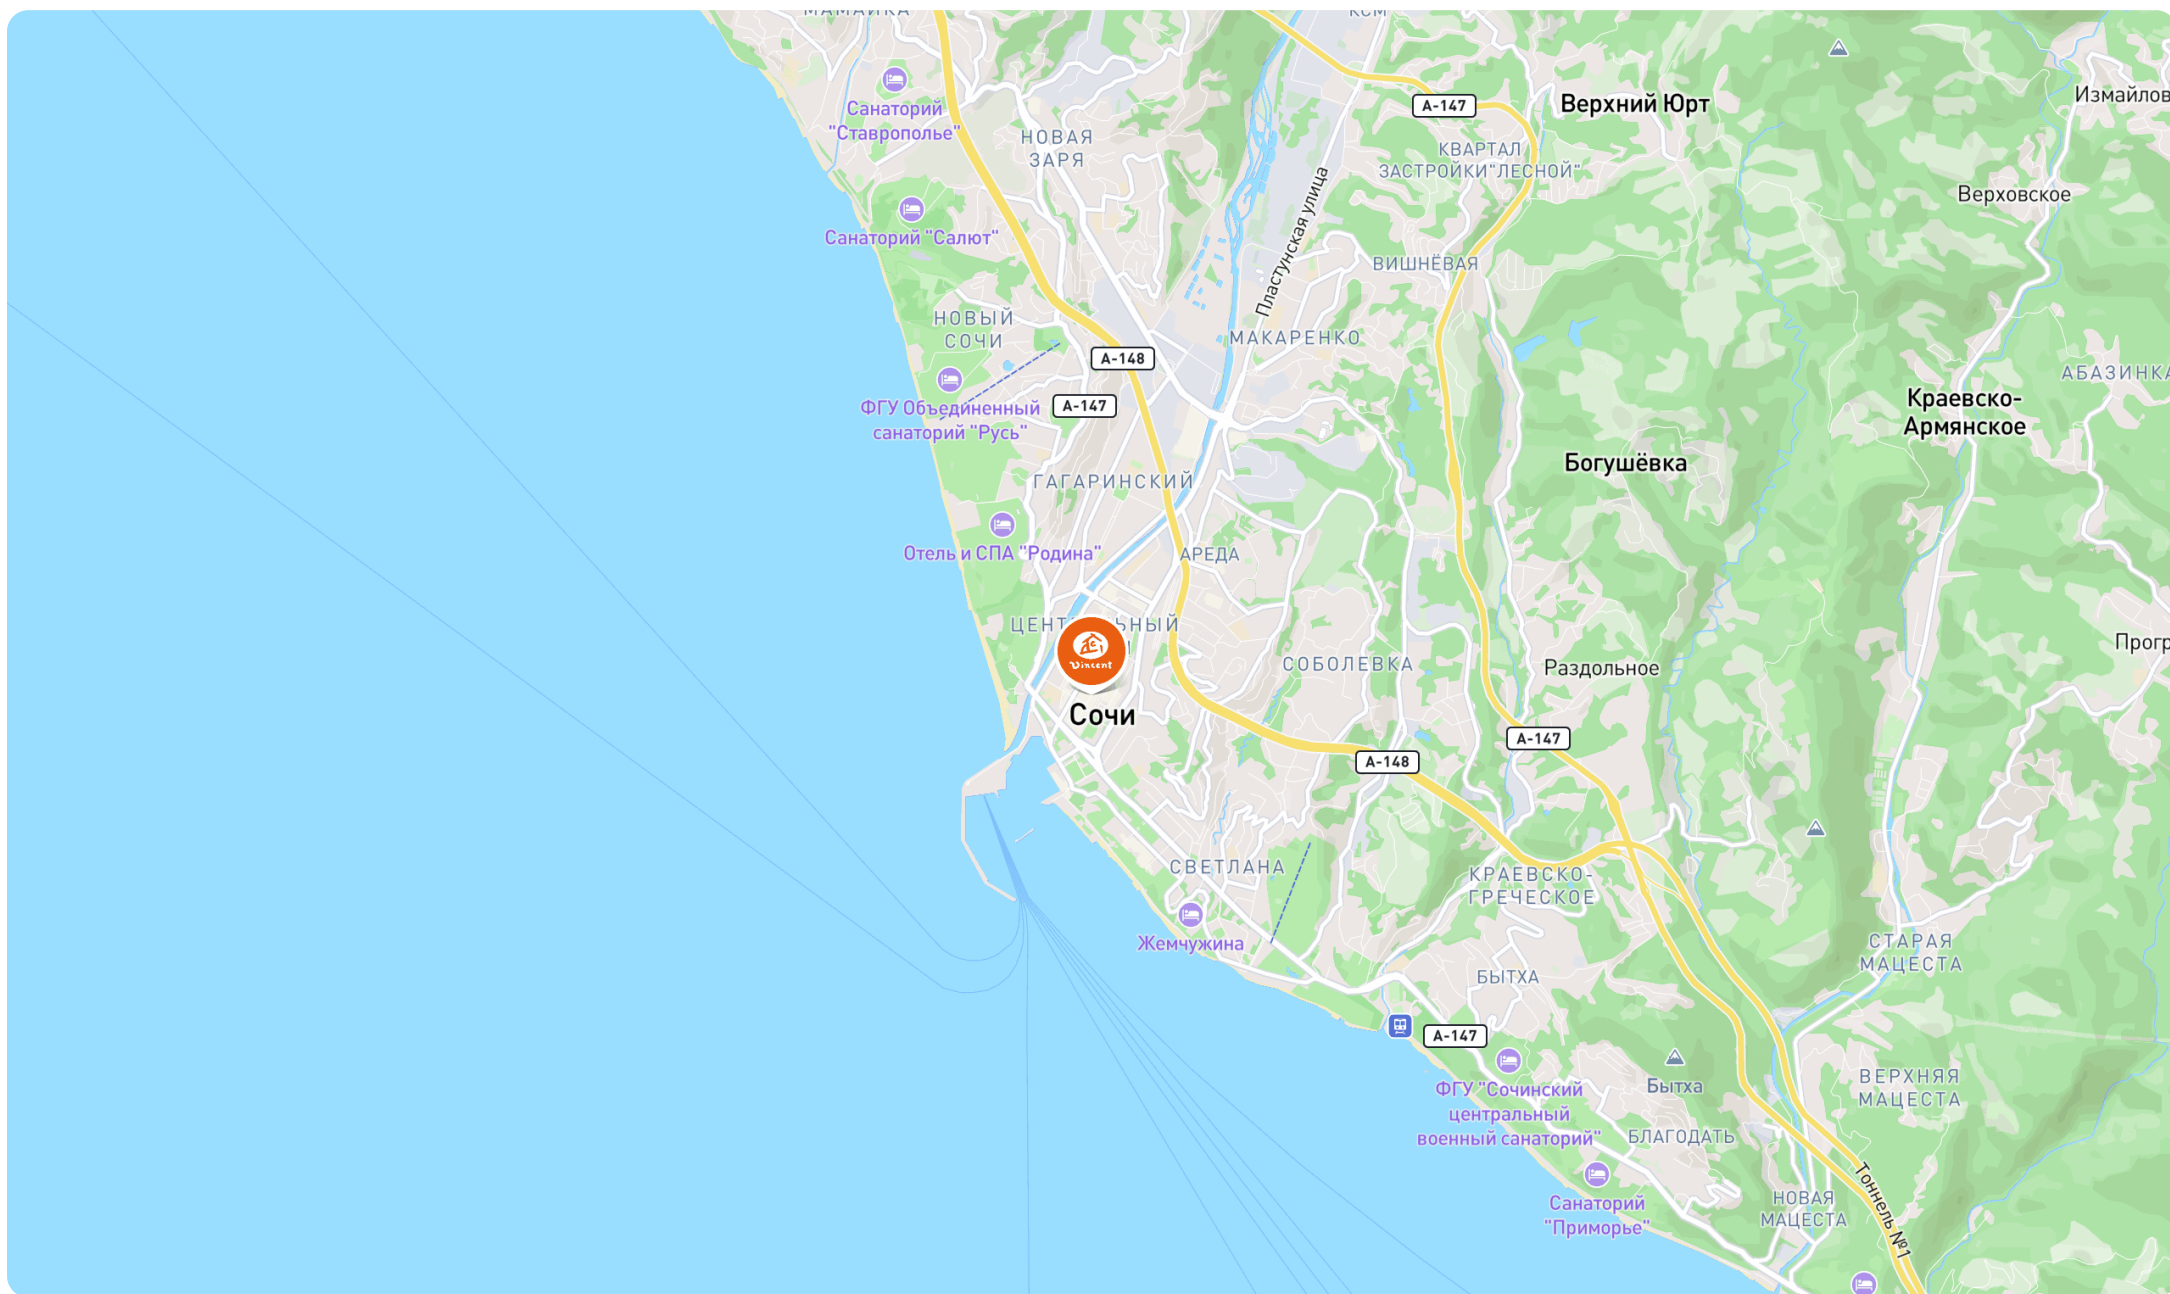 МАМАЙКА
КСМ
Санаторий
"Ставрополье"
НОВАЯ
ЗАРЯ
А-147
Верхний Юрт
КВАРТАЛ
ЗАСТРОЙКИ"ЛЕСНОЙ"
Измайлов
Верховское
Санаторий "Салют"
Пластунская улица
ВИШНЁВАЯ
НОВЫЙ
СОЧИ
МАКАРЕНКО
А-148
АБАЗИНКА
ФГУ Объединенный
санаторий "Русь"
А-147
Краевско-
Армянское
Богушёвка
ГАГАРИНСКИЙ
Отель и СПА "Родина"
АРЕДА
ЦЕНТРАЛЬНЫЙ
Vincent
Сочи
СОБОЛЕВКА
Раздольное
Прогр
А-147
А-148
СВЕТЛАНА
КРАЕВСКО-
ГРЕЧЕСКОЕ
Жемчужина
СТАРАЯ
МАЦЕСТА
БЫТХА
А-147
ФГУ "Сочинский
центральный
военный санаторий"
Бытха
ВЕРХНЯЯ
МАЦЕСТА
БЛАГОДАТЬ
Санаторий
"Приморье"
НОВАЯ
МАЦЕСТА
Тоннель №1